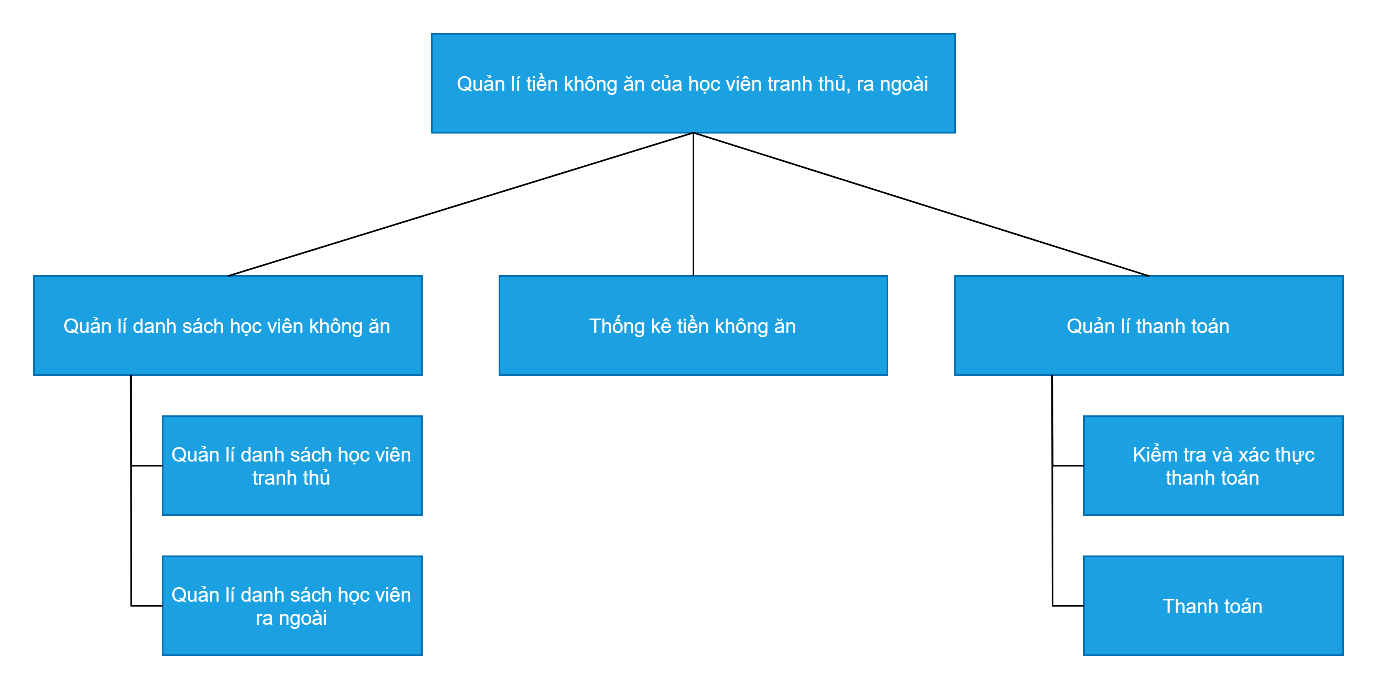 Quản lí tiền không ăn của học viên tranh thủ, ra ngoài
Quản lí danh sách học viên không ăn
Thống kê tiền không ăn
Quản lí thanh toán
Quản lí danh sách học viên
tranh thủ
Kiểm tra và xác thực
thanh toán
Quản lí danh sách học viên
ra ngoài
Thanh toán